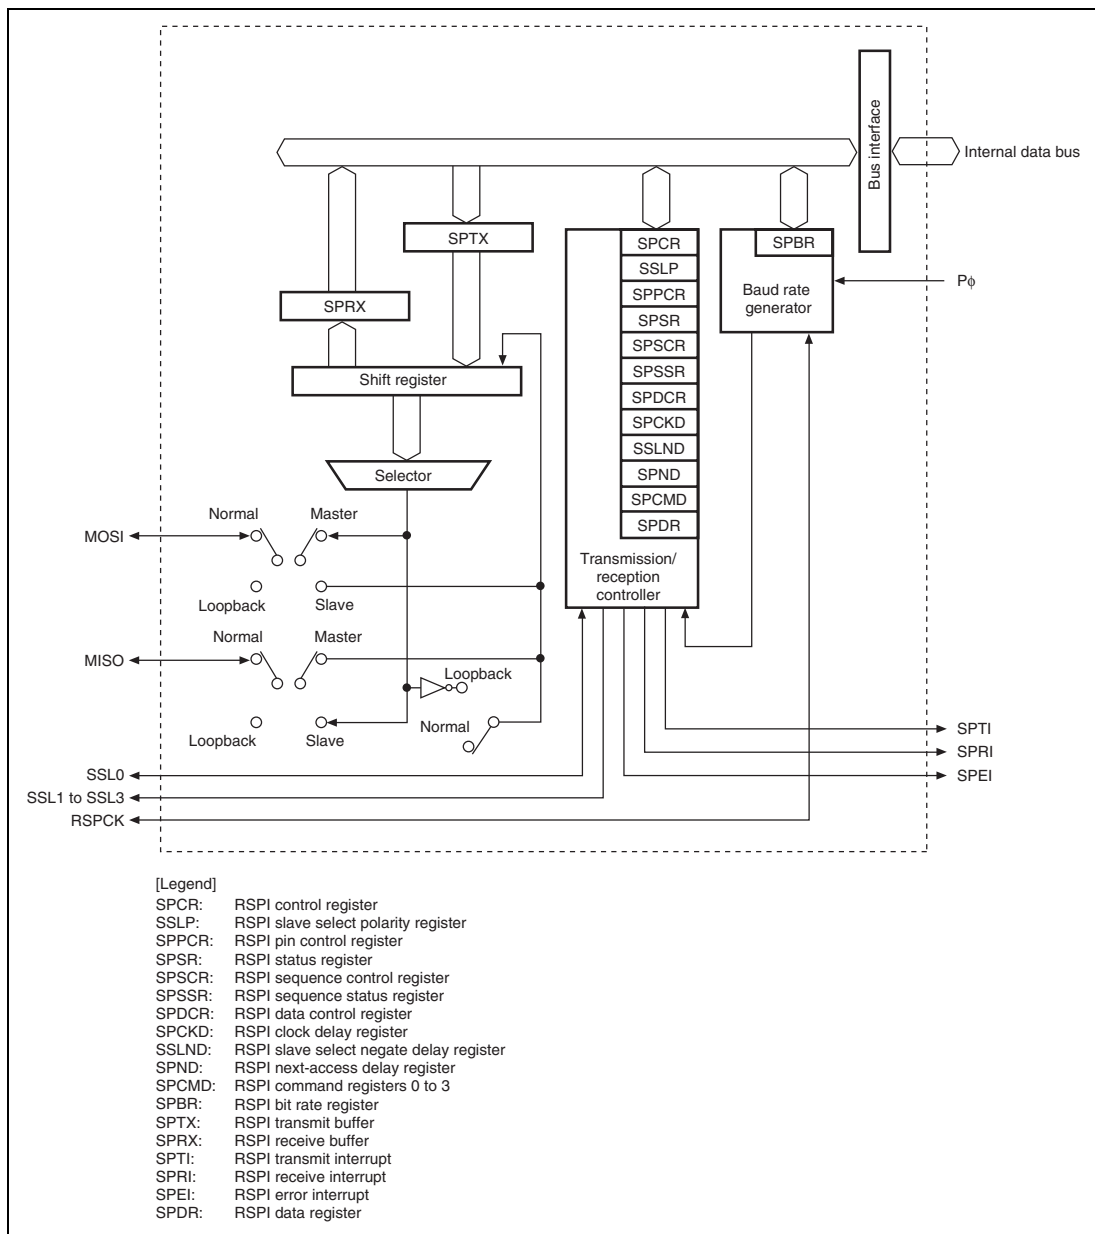 Bus interface
Internal data bus
SPTX
SPCR
SPBR
SSLP
SPPCR
Baud rate
generator
Pϕ
SPRX
SPSR
SPSCR
SPSSR
Shift register
SPDCR
SPCKD
SSLND
Selector
SPND
SPCMD
SPDR
Transmission/
reception
controller
Normal
Master
MOSI
Loopback
Slave
Normal
Master
MISO
Loopback
Loopback
Slave
Normal
SPTI
SPRI
SPEI
SSL0
SSL1 to SSL3
RSPCK
[Legend]
SPCR: RSPI control register
SSLP: RSPI slave select polarity register
SPPCR: RSPI pin control register
SPSR: RSPI status register
SPSCR: RSPI sequence control register
SPSSR: RSPI sequence status register
SPDCR: RSPI data control register
SPCKD: RSPI clock delay register
SSLND: RSPI slave select negate delay register
SPND: RSPI next-access delay register
SPCMD: RSPI command registers 0 to 3
SPBR: RSPI bit rate register
SPTX: RSPI transmit buffer
SPRX: RSPI receive buffer
SPTI: RSPI transmit interrupt
SPRI: RSPI receive interrupt
SPEI: RSPI error interrupt
SPDR: RSPI data register